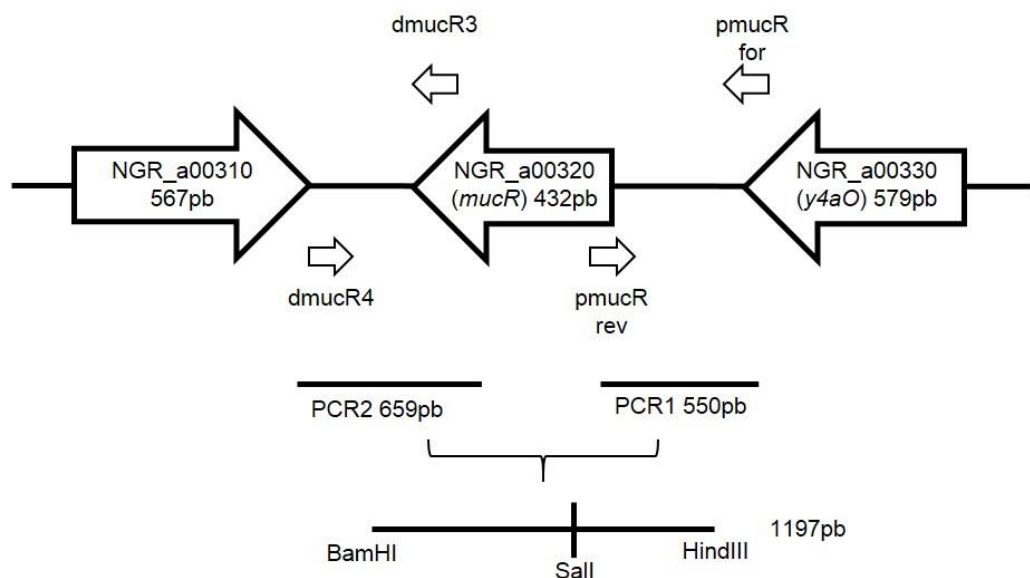 dmucR3
pmucR
for
NGR_a00310
567pb
NGR_a00320
(mucR) 432pb
NGR_a00330
(y4aO) 579pb
dmucR4
pmucR
rev
PCR2 659pb
PCR1 550pb
BamHI
SalI
HindIII
1197pb